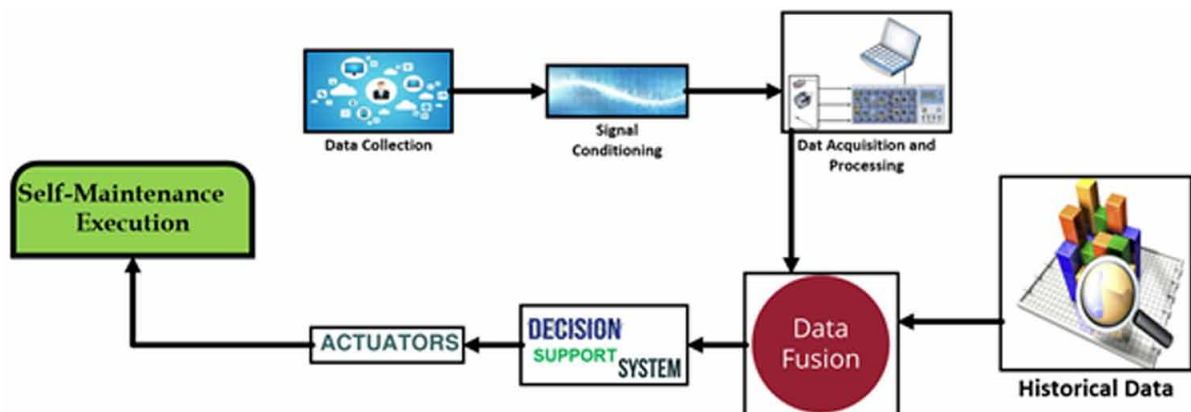 Data Collection
Signal
Conditioning
Dat Acquisition and
Processing
Self-Maintenance
Execution
Historical Data
Data
Fusion
DECISION
SUPPORT
SYSTEM
ACTUATORS